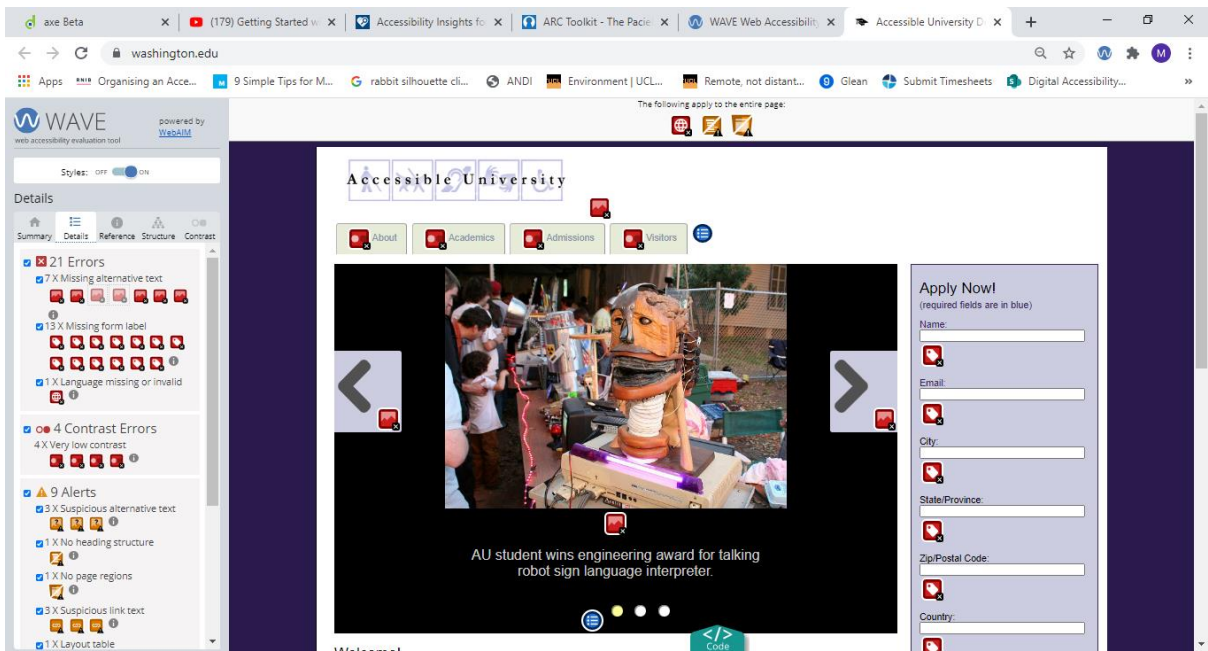 axe Beta
(179) Getting Started w
Accessibility Insights fo
ARC Toolkit - The Paciel
WAVE Web Accessibility
Accessible University D
washington.edu
M
Apps
Organising an Acce...
9 Simple Tips for M...
rabbit silhouette cli...
ANDI
Environment | UCL...
Remote, not distant...
Glean
Submit Timesheets
Digital Accessibility...
WAVE
web accessibility evaluation tool
powered by
WebAIM
Styles: OFF ON
Details
Summary Details Reference Structure Contrast
21 Errors
7 X Missing alternative text
13 X Missing form label
1 X Language missing or invalid
4 Contrast Errors
4 X Very low contrast
9 Alerts
3 X Suspicious alternative text
1 X No heading structure
1 X No page regions
3 X Suspicious link text
1 X Layout table
The following apply to the entire page:
Accessible University
About
Academics
Admissions
Visitors
AU student wins engineering award for talking
robot sign language interpreter.
</>
Code
Welcome!
Apply Now!
(required fields are in blue)
Name:
Email:
City:
State/Province:
Zip/Postal Code:
Country: